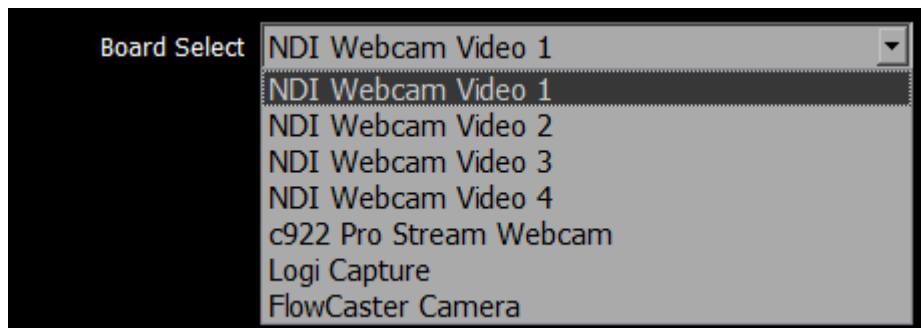 Board Select NDI Webcam Video 1
NDI Webcam Video 1
NDI Webcam Video 2
NDI Webcam Video 3
NDI Webcam Video 4
c922 Pro Stream Webcam
Logi Capture
FlowCaster Camera